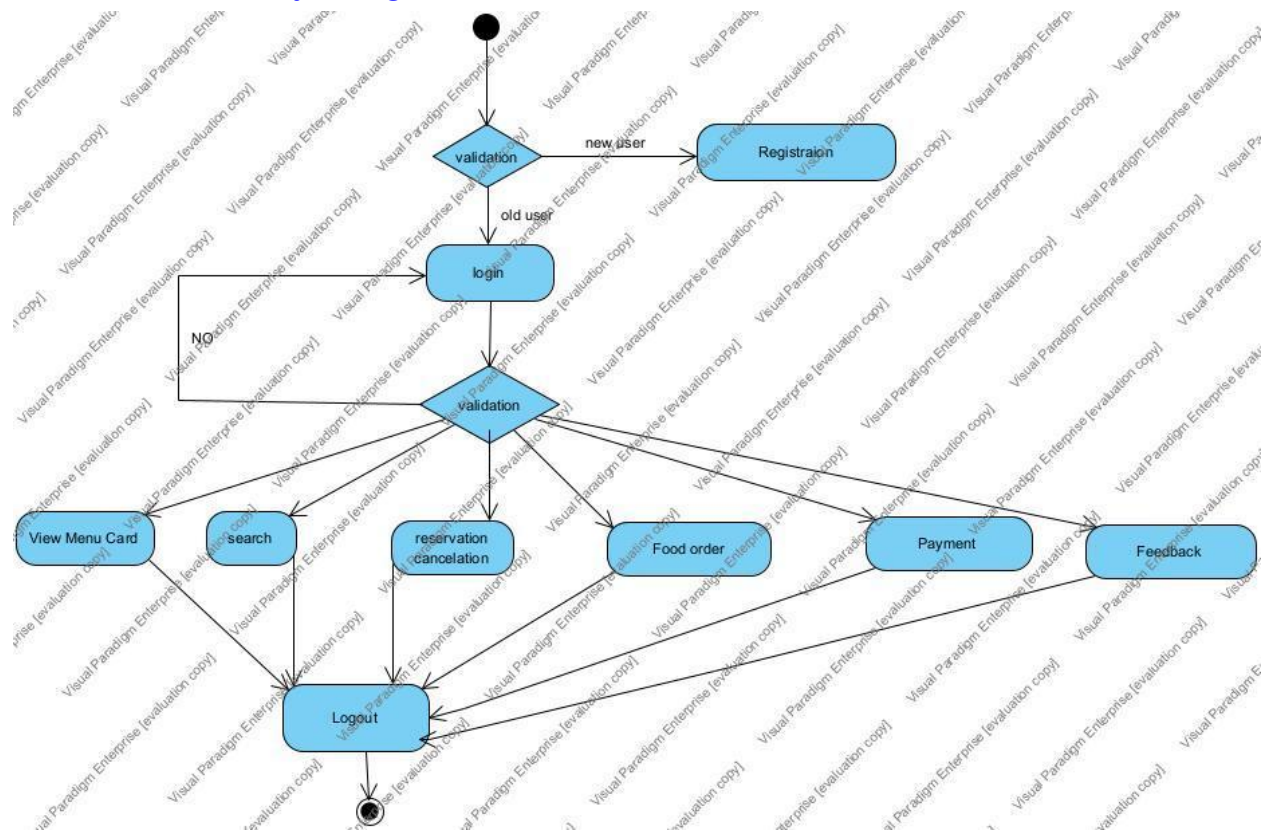 validation
new user
Registraion
old user
login
NO
validation
View Menu Card
search
reservation
cancelation
Food order
Payment
Feedback
Logout
Visual Paradigm Enterprise [evaluation copy]